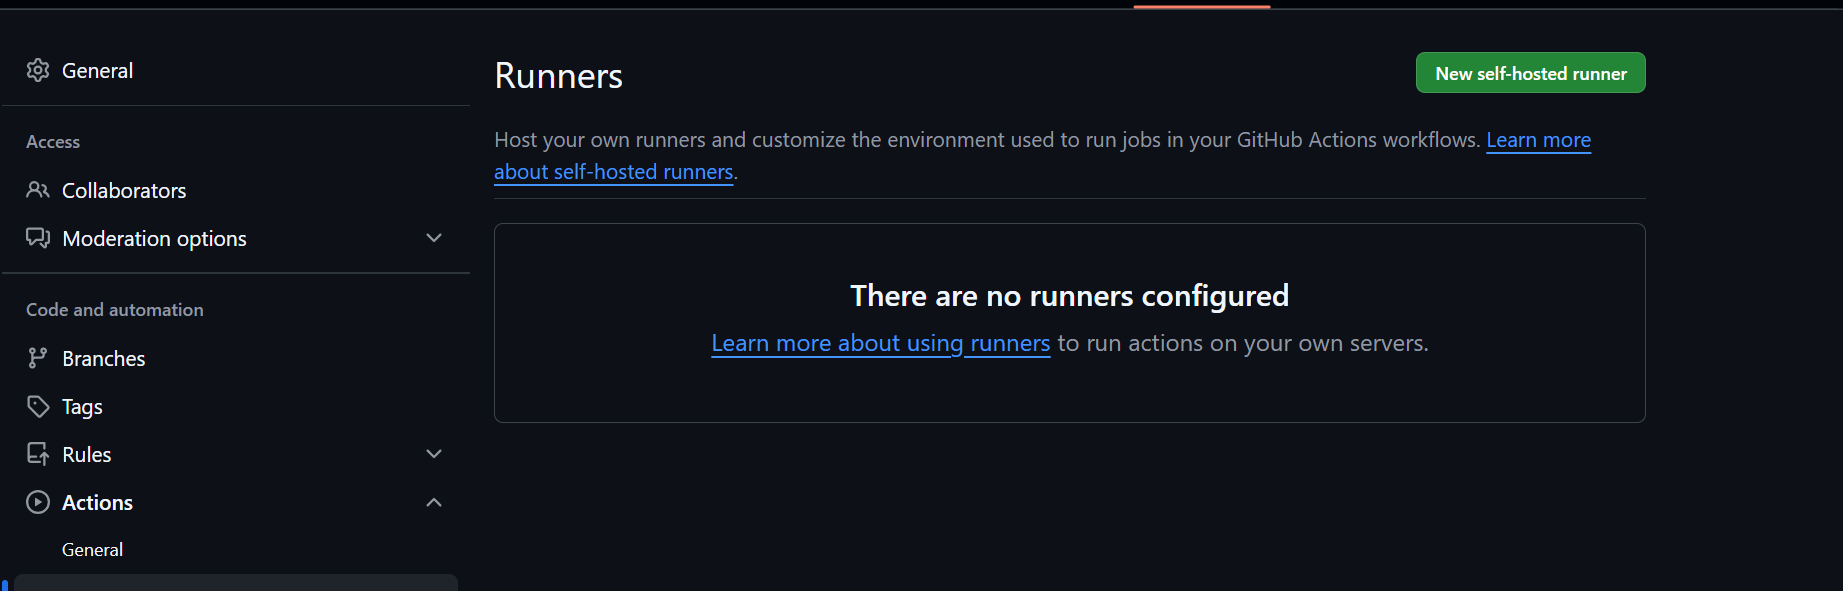 General
Access
Collaborators
Moderation options
Code and automation
Branches
Tags
Rules
Actions
General
Runners
New self-hosted runner
Host your own runners and customize the environment used to run jobs in your GitHub Actions workflows. Learn more
about self-hosted runners.
There are no runners configured
Learn more about using runners to run actions on your own servers.